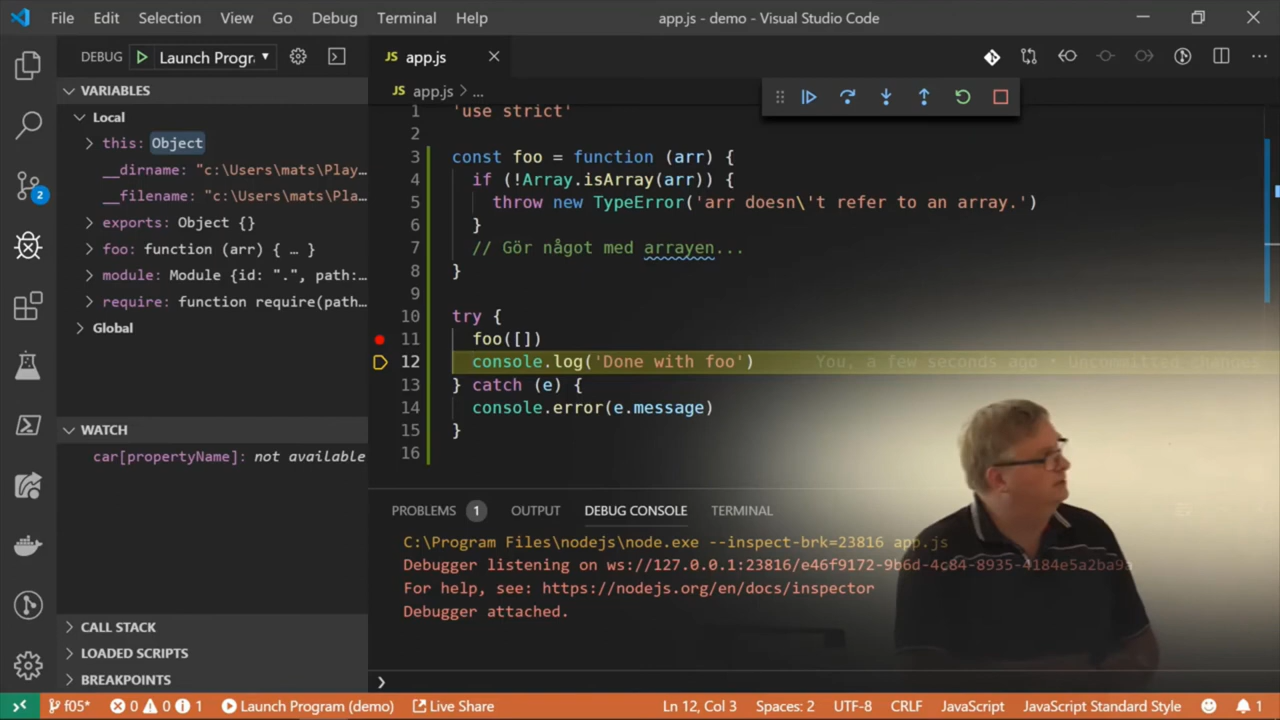 File Edit Selection View Go Debug Terminal Help
app.js - demo - Visual Studio Code
DEBUG Launch Progr
VARIABLES
Local
this: Object
__dirname: "c:\Users\mats\Play…
__filename: "c:\Users\mats\Pla…
exports: Object {}
foo: function (arr) { … }
module: Module {id: ".", path:…
require: function require(path…
Global
WATCH
car[propertyName]: not available
CALL STACK
LOADED SCRIPTS
BREAKPOINTS
2
JS app.js
JS app.js › ...
1 'use strict'
2
3 const foo = function (arr) {
4 if (!Array.isArray(arr)) {
5 throw new TypeError('arr doesn\'t refer to an array.')
6 }
7 // Gör något med arrayen...
8 }
9
10 try {
11 foo([])
12 console.log('Done with foo') You, a few seconds ago • Uncommitted changes
13 } catch (e) {
14 console.error(e.message)
15 }
16
PROBLEMS 1 OUTPUT DEBUG CONSOLE TERMINAL
C:\Program Files\nodejs\node.exe --inspect-brk=23816 app.js
Debugger listening on ws://127.0.0.1:23816/e46f9172-9b6d-4c84-8935-4184e5a2ba9a
For help, see: https://nodejs.org/en/docs/inspector
Debugger attached.
f05* 0 0 1 Launch Program (demo) Live Share
Ln 12, Col 3 Spaces: 2 UTF-8 CRLF JavaScript JavaScript Standard Style 1